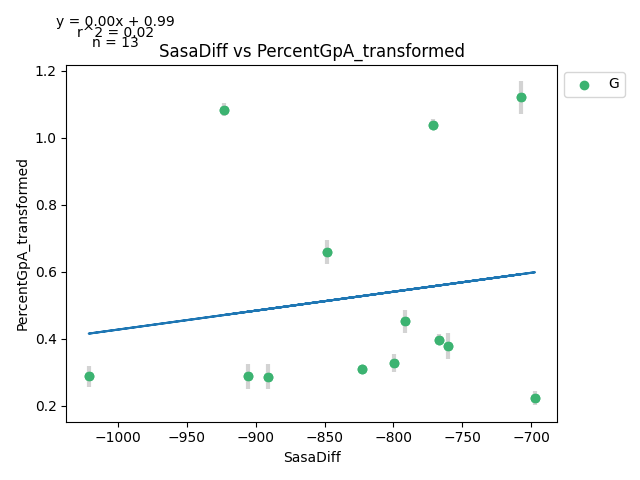 y = 0.00x + 0.99
r^2 = 0.02
n = 13
SasaDiff vs PercentGpA_transformed
G
PercentGpA_transformed
1.2
1.0
0.8
0.6
0.4
0.2
−1000 −950 −900 −850 −800 −750 −700
SasaDiff